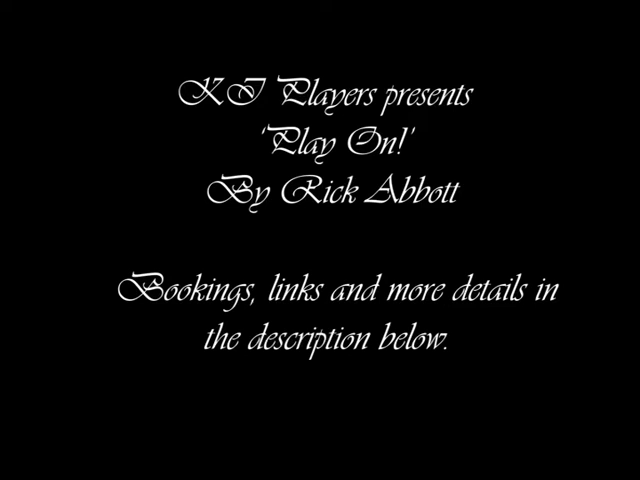 KI Players presents
'Play On!'
By Rick Abbott
Bookings, links and more details in
the description below.